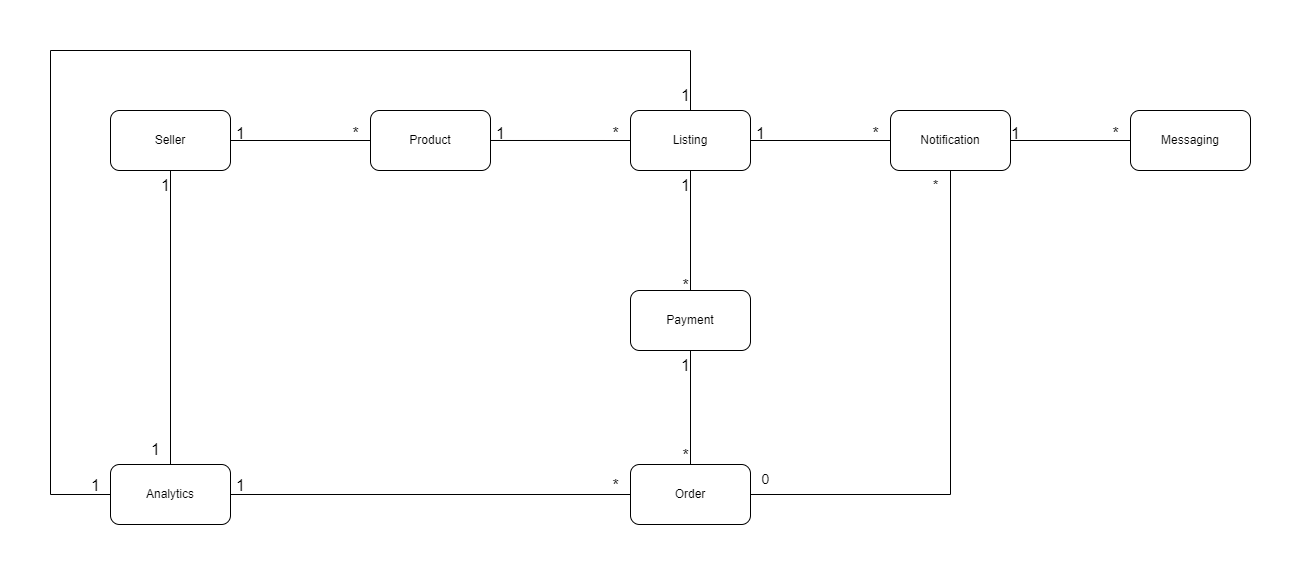 1
Seller
1
*
Product
1
*
Listing
1
*
Notification
1
*
Messaging
1
1
*
*
Payment
1
1
*
1
Analytics
1
*
Order
0